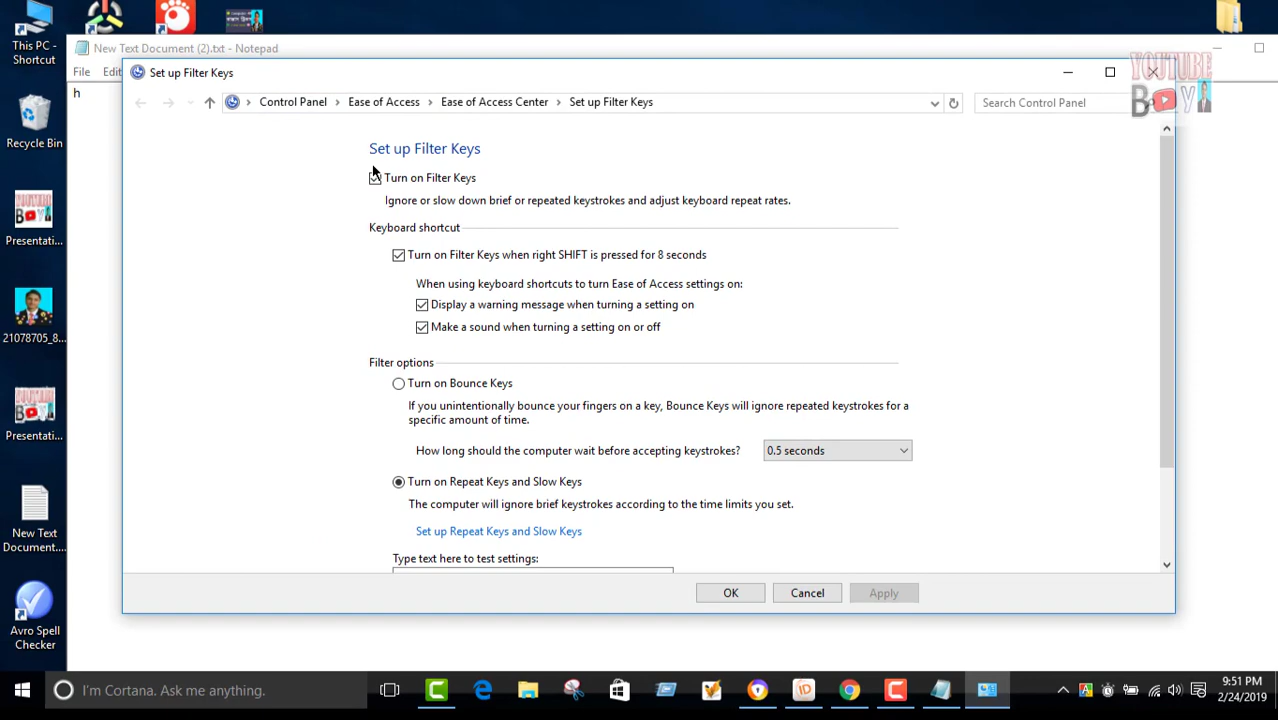 This PC -
Shortcut
Recycle Bin
Presentati...
21078705_8...
Presentati...
New Text
Document....
Avro Spell
Checker
New Text Document (2).txt - Notepad
File Edit
h
Set up Filter Keys
Control Panel > Ease of Access > Ease of Access Center > Set up Filter Keys
Search Control Panel
YOUTUBE
Set up Filter Keys
Turn on Filter Keys
Ignore or slow down brief or repeated keystrokes and adjust keyboard repeat rates.
Keyboard shortcut
Turn on Filter Keys when right SHIFT is pressed for 8 seconds
When using keyboard shortcuts to turn Ease of Access settings on:
Display a warning message when turning a setting on
Make a sound when turning a setting on or off
Filter options
Turn on Bounce Keys
If you unintentionally bounce your fingers on a key, Bounce Keys will ignore repeated keystrokes for a
specific amount of time.
How long should the computer wait before accepting keystrokes? 0.5 seconds
Turn on Repeat Keys and Slow Keys
The computer will ignore brief keystrokes according to the time limits you set.
Set up Repeat Keys and Slow Keys
Type text here to test settings:
OK Cancel Apply
I'm Cortana. Ask me anything.
9:51 PM
2/24/2019